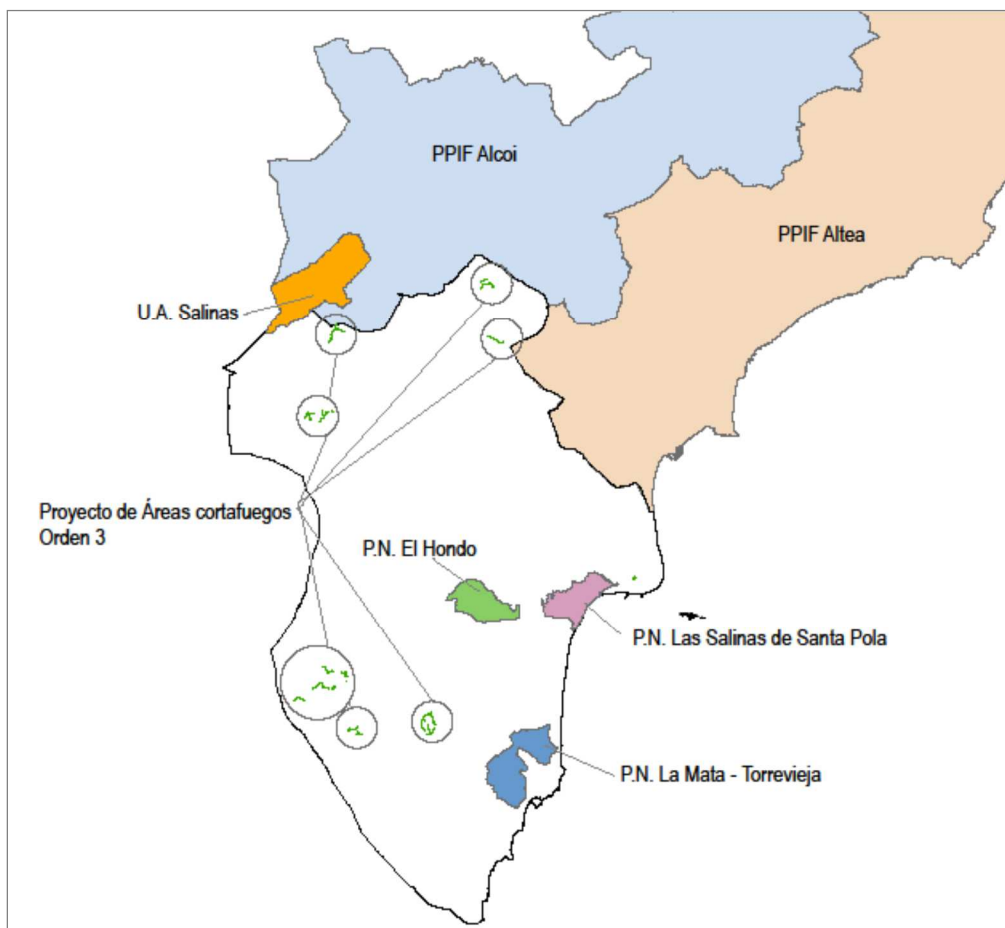 PPIF Alcoi
PPIF Altea
U.A. Salinas
Proyecto de Áreas cortafuegos
Orden 3
P.N. El Hondo
P.N. Las Salinas de Santa Pola
P.N. La Mata - Torrevieja